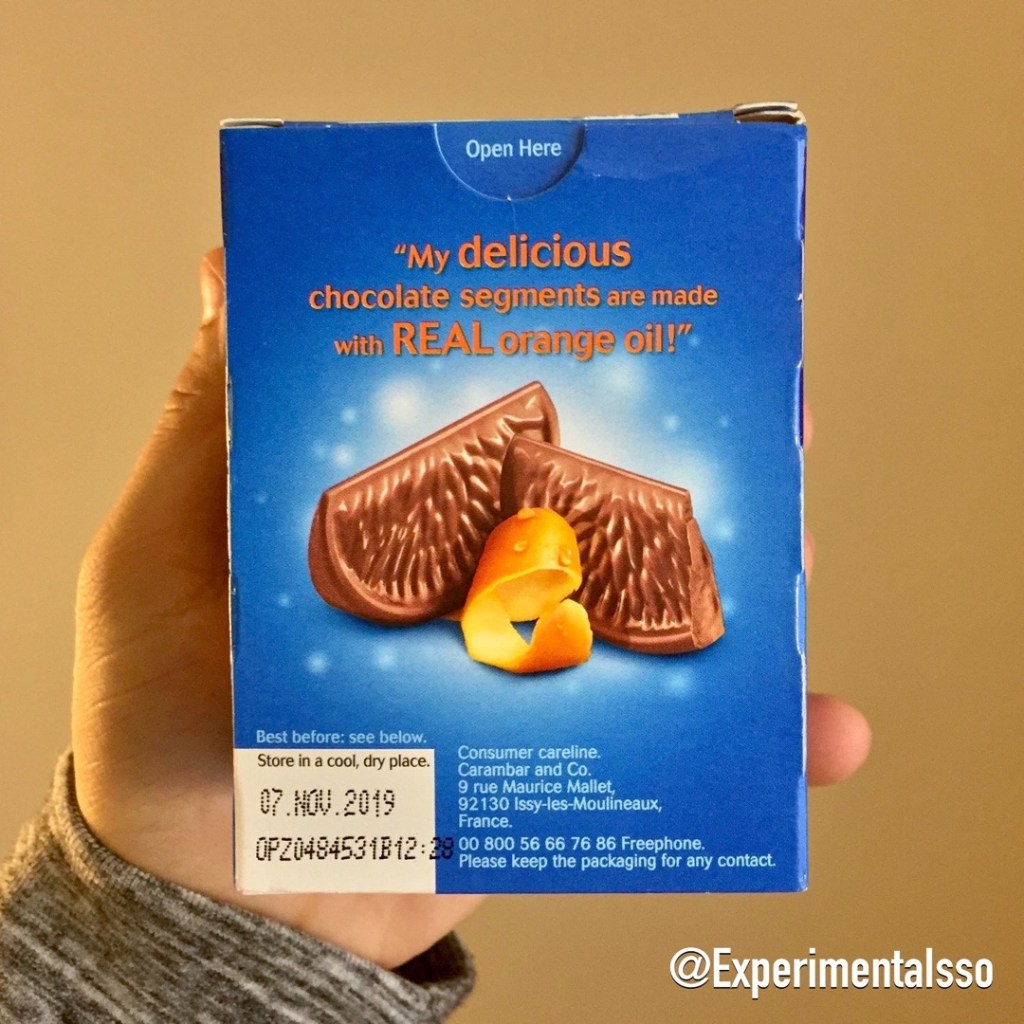 Open Here
“My delicious
chocolate segments are made
with REAL orange oil!”
Best before: see below.
Store in a cool, dry place.
07.NOV.2019
OPZ0484531B12:28
Consumer careline.
Carambar and Co.
9 rue Maurice Mallet,
92130 Issy-les-Moulineaux,
France.
00 800 56 66 76 86 Freephone.
Please keep the packaging for any contact.
@Experimentalsso